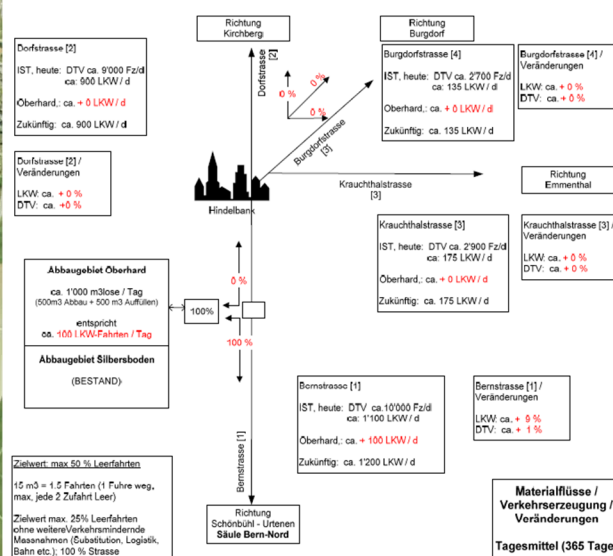 Richtung
Kirchberg
Richtung
Burgdorf
Dorfstrasse [2]
IST, heute: DTV ca. 9'000 Fz/d
ca: 900 LKW / d
Oberhard,: ca. + 0 LKW / d
Zukünftig: ca. 900 LKW / d
Dorfstrasse
[2]
0 %
0 %
0 %
Burgdorfstrasse
[3]
Burgdorfstrasse [4]
IST, heute: DTV ca. 2'700 Fz/d
ca: 135 LKW / d
Oberhard,: ca. + 0 LKW / d
Zukünftig: ca. 135 LKW / d
Burgdorfstrasse [4] /
Veränderungen
LKW: ca. + 0 %
DTV: ca. + 0 %
Dorfstrasse [2] /
Veränderungen
LKW: ca. + 0 %
DTV: ca. +0 %
Hindelbank
Krauchthalstrasse
[3]
Richtung
Emmenthal
Krauchthalstrasse [3]
IST, heute: DTV ca. 2'900 Fz/d
ca: 175 LKW / d
Oberhard,: ca. + 0 LKW / d
Zukünftig: ca. 175 LKW / d
Krauchthalstrasse [3] /
Veränderungen
LKW: ca. + 0 %
DTV: ca. + 0 %
Abbaugebiet Oberhard
ca. 1'000 m3lose / Tag
(500m3 Abbau + 500 m3 Auffüllen)
entspricht
ca. 100 LKW-Fahrten / Tag
Abbaugebiet Silbersboden
(BESTAND)
100%
0 %
100 %
Bernstrasse [1]
Bernstrasse [1]
IST, heute: DTV ca.10'000 Fz/d
ca: 1'100 LKW / d
Oberhard,: ca. + 100 LKW / d
Zukünftig: ca. 1'200 LKW / d
Bernstrasse [1] /
Veränderungen
LKW: ca. + 9 %
DTV: ca. + 1 %
Zielwert: max 50 % Leerfahrten
15 m3 = 1.5 Fahrten (1 Fuhre weg,
max, jede 2 Zufahrt Leer)
Zielwert max. 25% Leerfahrten
ohne weitereVerkehrsmindernde
Massnahmen (Substitution, Logistik,
Bahn etc.); 100 % Strasse
Richtung
Schönbühl - Urtenen
Säule Bern-Nord
Materialflüsse /
Verkehrserzeugung /
Veränderungen
Tagesmittel (365 Tage